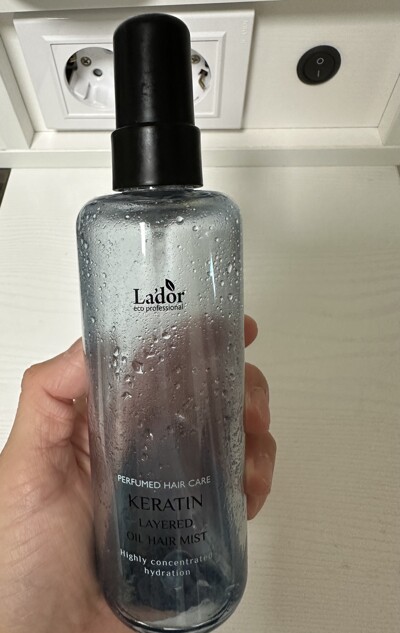 La'dor
eco professional
PERFUMED HAIR CARE
KERATIN
LAYERED
OIL HAIR MIST
Highly concentrated
hydration